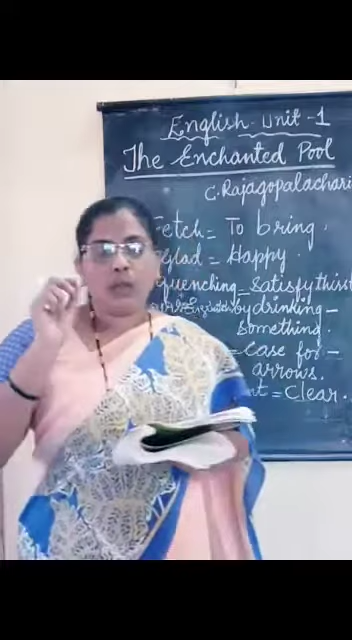 English - Unit - 1
The Enchanted Pool
C. Rajagopalachari
Fetch = To bring
glad = Happy
quenching = satisfy thisit
by drinking -
something
= case for -
arrows.
= clear